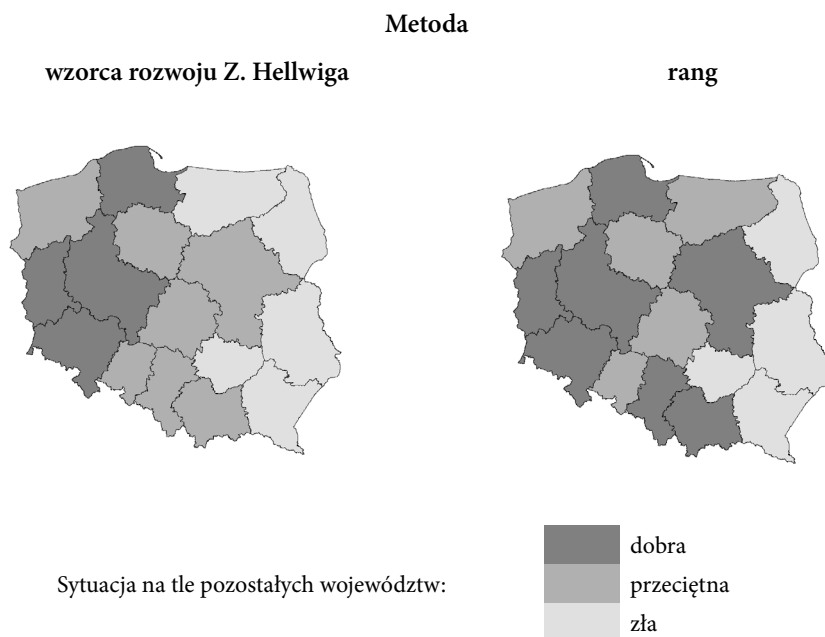 Metoda
wzorca rozwoju Z. Hellwiga
rang
Sytuacja na tle pozostałych województw:
dobra
przeciętna
zła